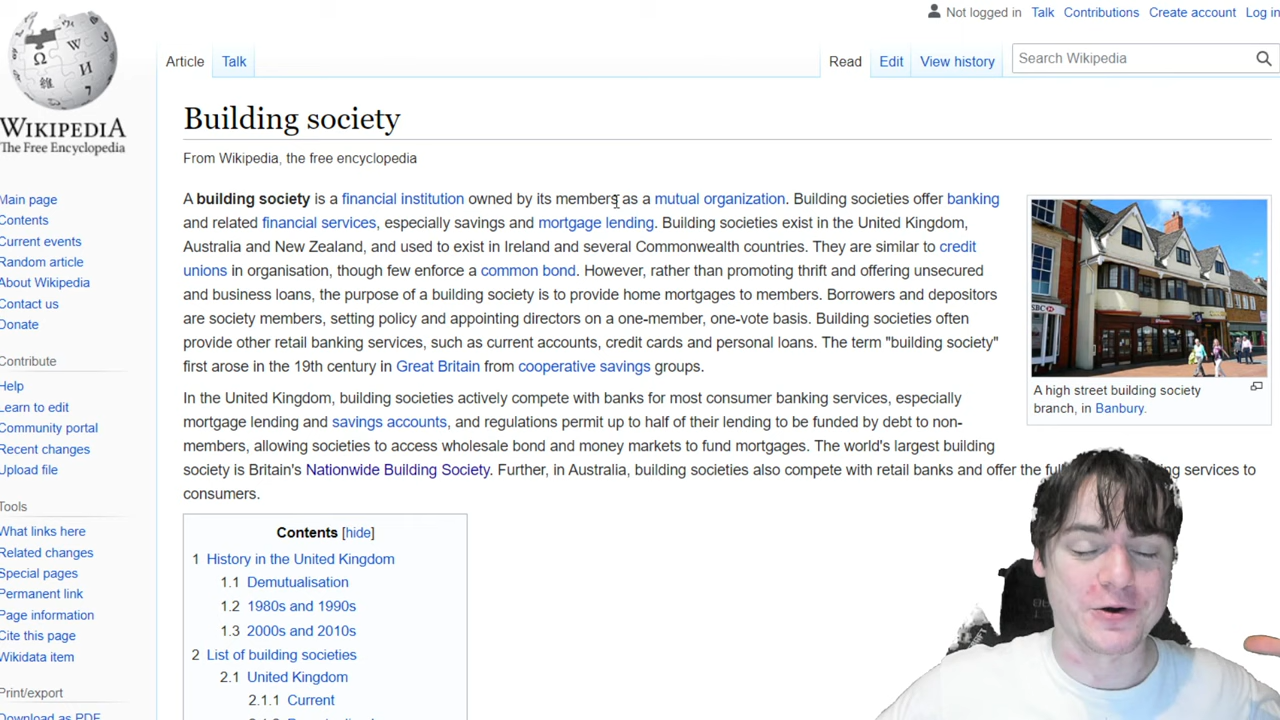 Not logged in Talk Contributions Create account Log in
Article Talk Read Edit View history Search Wikipedia
WIKIPEDIA
The Free Encyclopedia
Main page
Contents
Current events
Random article
About Wikipedia
Contact us
Donate
Contribute
Help
Learn to edit
Community portal
Recent changes
Upload file
Tools
What links here
Related changes
Special pages
Permanent link
Page information
Cite this page
Wikidata item
Print/export
Download as PDF
Building society
From Wikipedia, the free encyclopedia
A building society is a financial institution owned by its members as a mutual organization. Building societies offer banking
and related financial services, especially savings and mortgage lending. Building societies exist in the United Kingdom,
Australia and New Zealand, and used to exist in Ireland and several Commonwealth countries. They are similar to credit
unions in organisation, though few enforce a common bond. However, rather than promoting thrift and offering unsecured
and business loans, the purpose of a building society is to provide home mortgages to members. Borrowers and depositors
are society members, setting policy and appointing directors on a one-member, one-vote basis. Building societies often
provide other retail banking services, such as current accounts, credit cards and personal loans. The term "building society"
first arose in the 19th century in Great Britain from cooperative savings groups.
HSBC
A high street building society
branch, in Banbury.
In the United Kingdom, building societies actively compete with banks for most consumer banking services, especially
mortgage lending and savings accounts, and regulations permit up to half of their lending to be funded by debt to non-
members, allowing societies to access wholesale bond and money markets to fund mortgages. The world's largest building
society is Britain's Nationwide Building Society. Further, in Australia, building societies also compete with retail banks and offer the services to
consumers.
Contents [hide]
1 History in the United Kingdom
1.1 Demutualisation
1.2 1980s and 1990s
1.3 2000s and 2010s
2 List of building societies
2.1 United Kingdom
2.1.1 Current